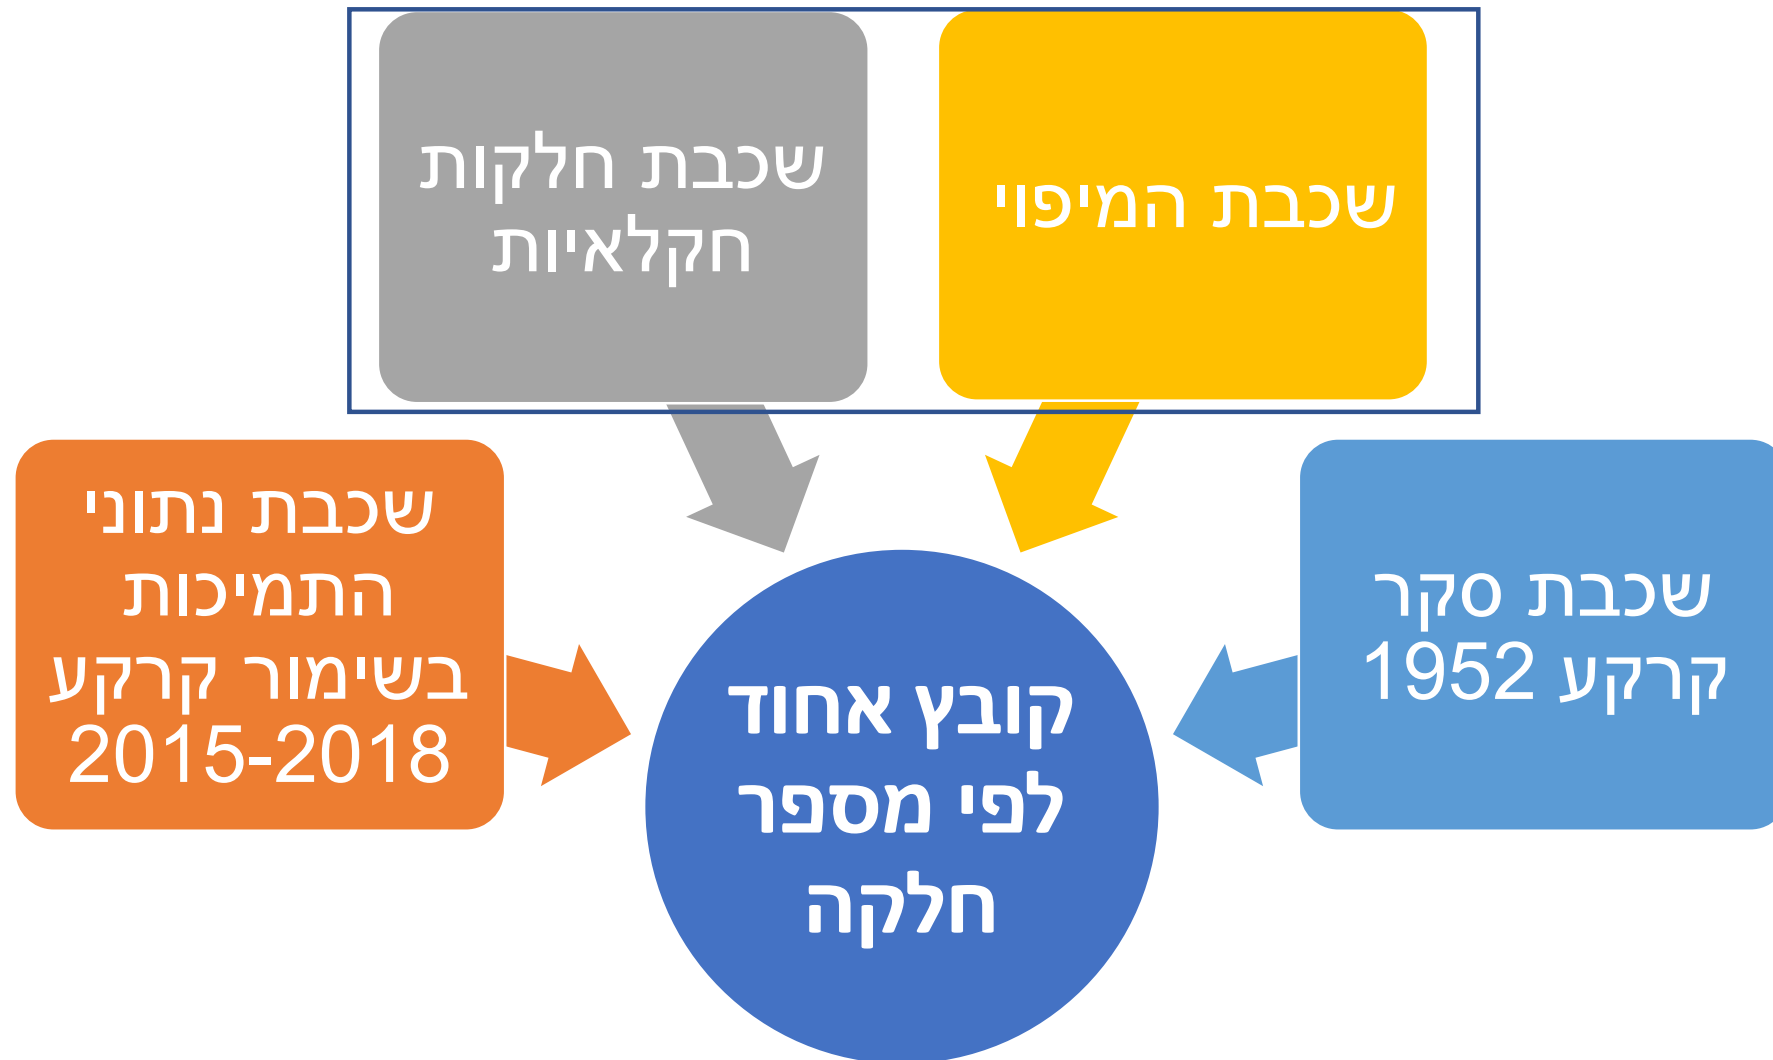 שכבת המיפוי
שכבת חלקות
חקלאיות
שכבת סקר
קרקע 1952
שכבת נתוני
התמיכות
בשימור קרקע
2015-2018
קובץ אחוד
לפי מספר
חלקה